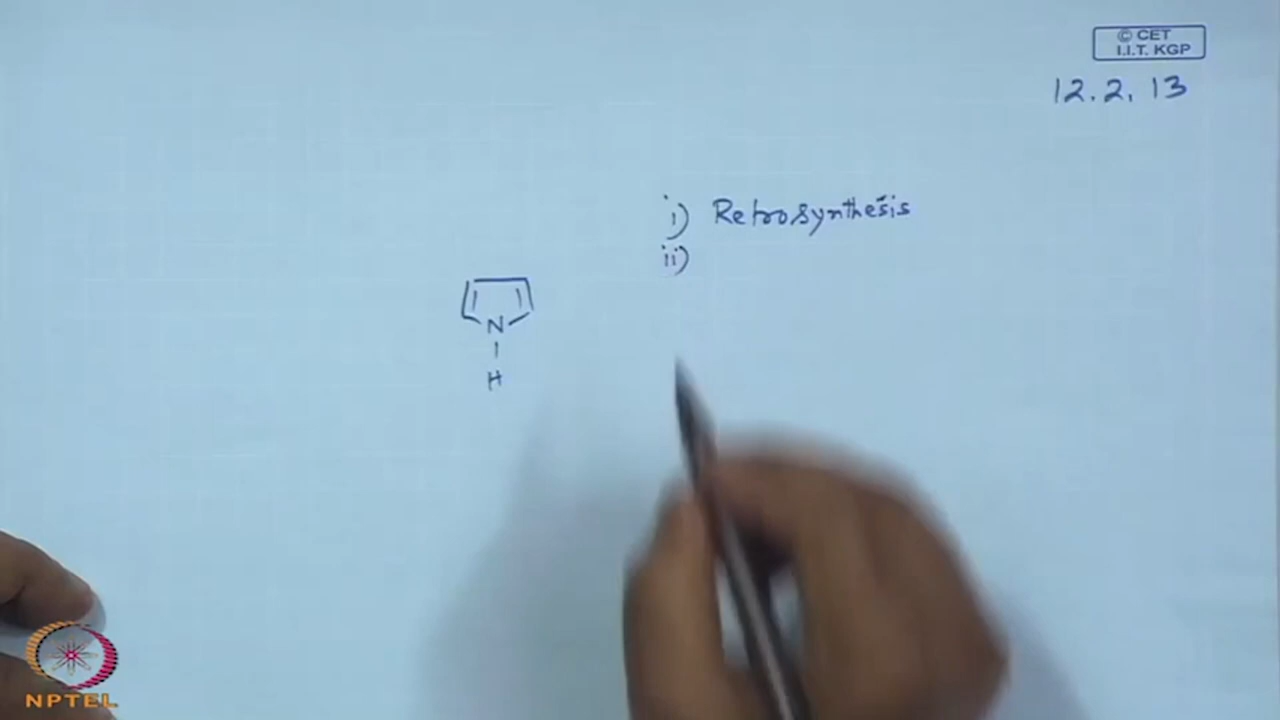 © CET
I.I.T. KGP
12.2.13
i) Retrosynthesis
ii)
N
H
NPTEL